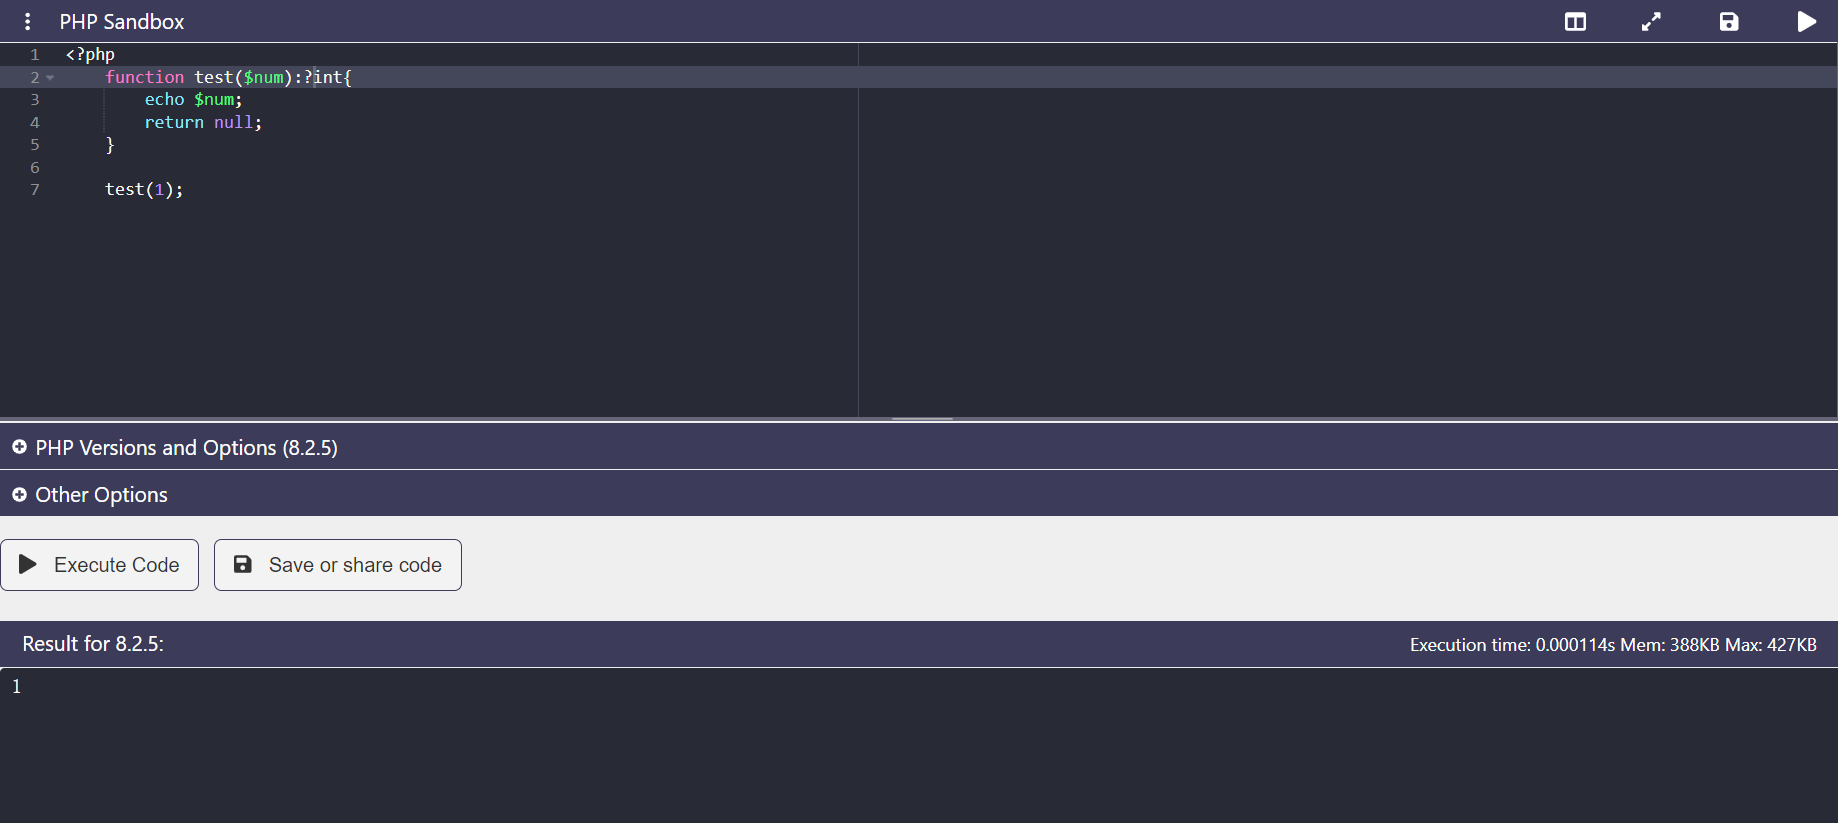 PHP Sandbox
1 <?php
2 function test($num):?int{
3 echo $num;
4 return null;
5 }
6
7 test(1);
PHP Versions and Options (8.2.5)
Other Options
Execute Code Save or share code
Result for 8.2.5: Execution time: 0.000114s Mem: 388KB Max: 427KB
1